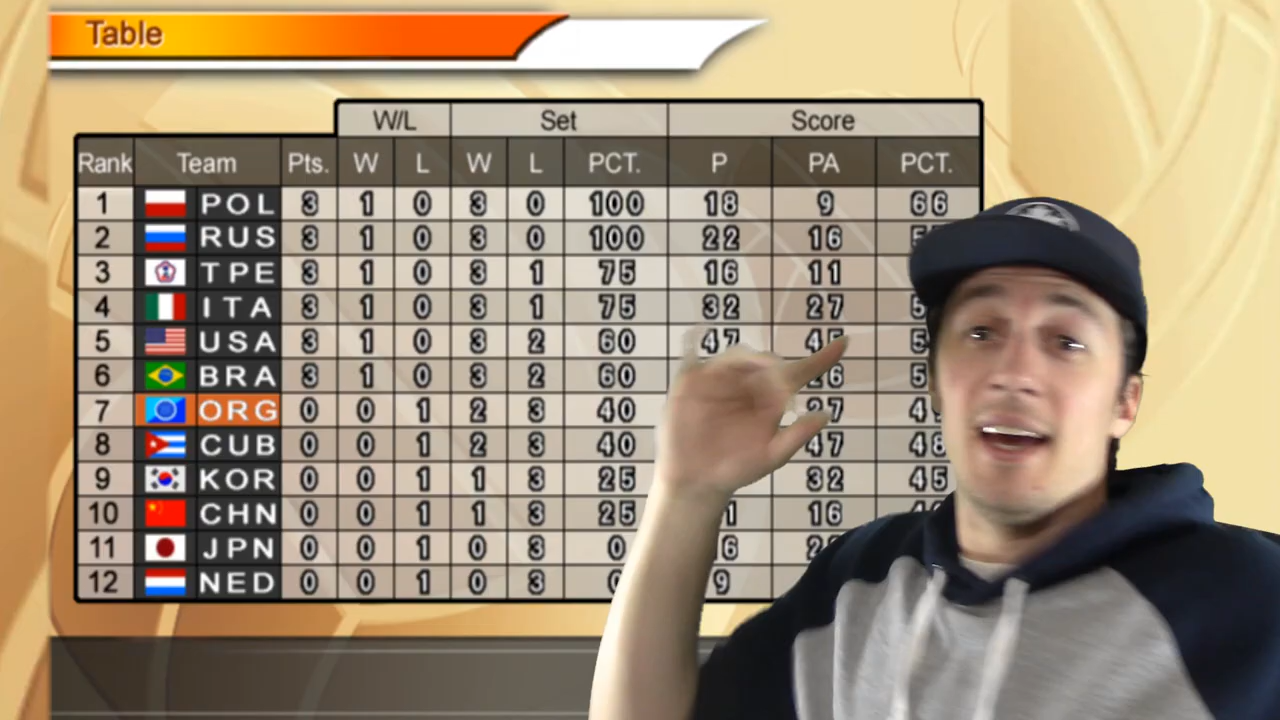 Table
W/L Set Score
Rank Team Pts. W L W L PCT. P PA PCT.
1 POL 3 1 0 3 0 100 18 9 66
2 RUS 3 1 0 3 0 100 22 16
3 TPE 3 1 0 3 1 75 16 11
4 ITA 3 1 0 3 1 75 32 27
5 USA 3 1 0 3 2 60 47 45
6 BRA 3 1 0 3 2 60
7 ORG 0 0 1 2 3 40
8 CUB 0 0 1 2 3 40 47 48
9 KOR 0 0 1 1 3 25 32 45
10 CHN 0 0 1 1 3 25 16
11 JPN 0 0 1 0 3 0
12 NED 0 0 1 0 3 0 9